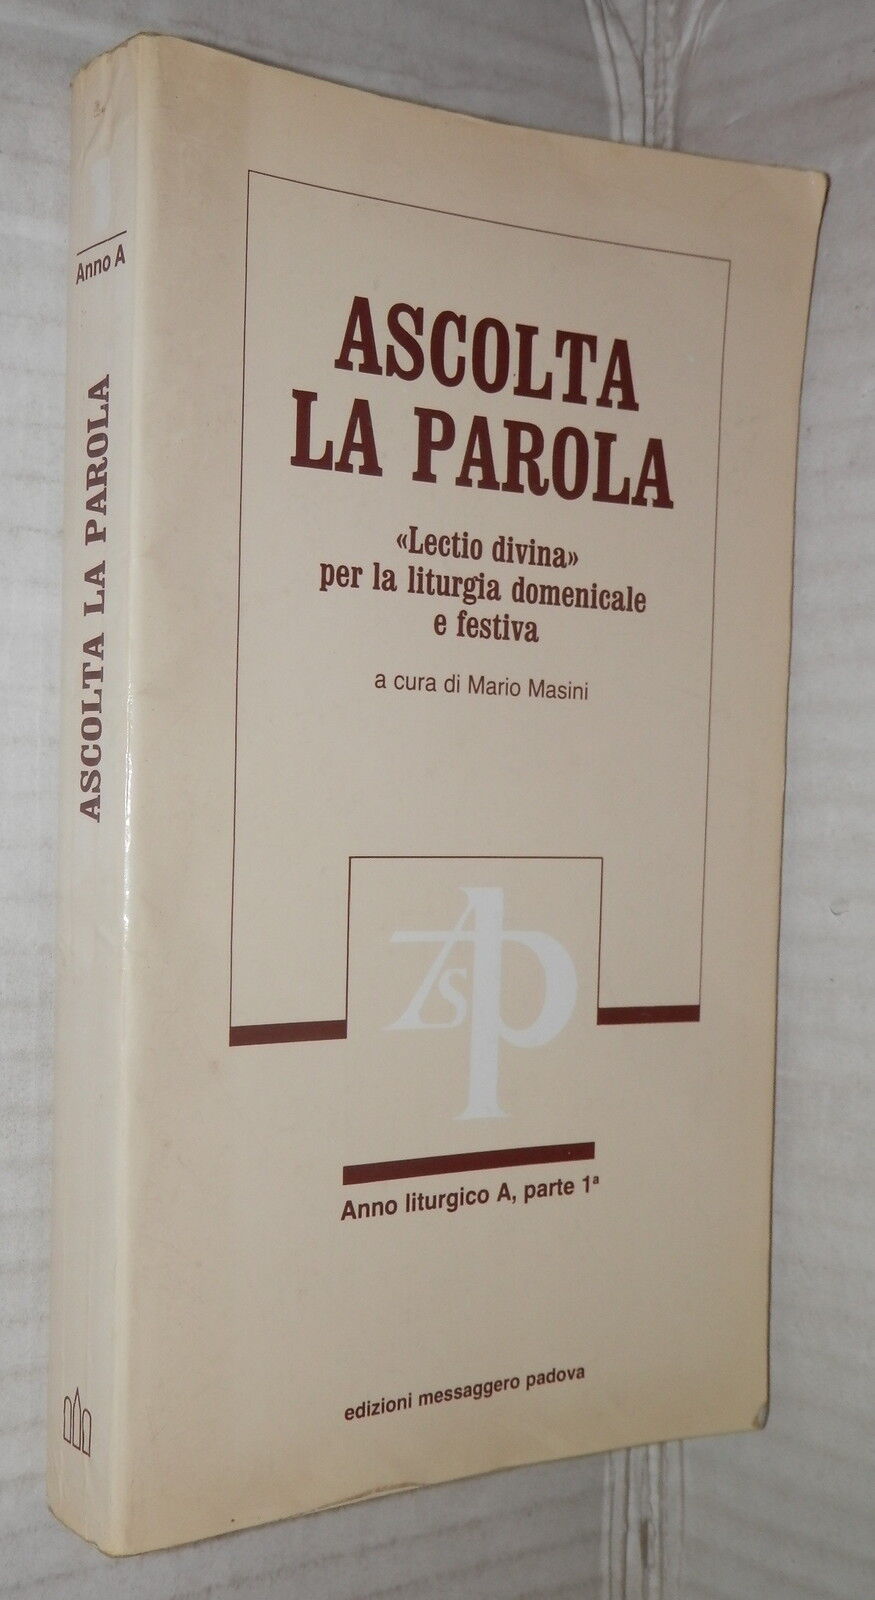 ASCOLTA
LA PAROLA
«Lectio divina»
per la liturgia domenicale
e festiva
a cura di Mario Masini
AsP
Anno liturgico A, parte 1ª
edizioni messaggero padova
1
Anno A
ASCOLTA LA PAROLA